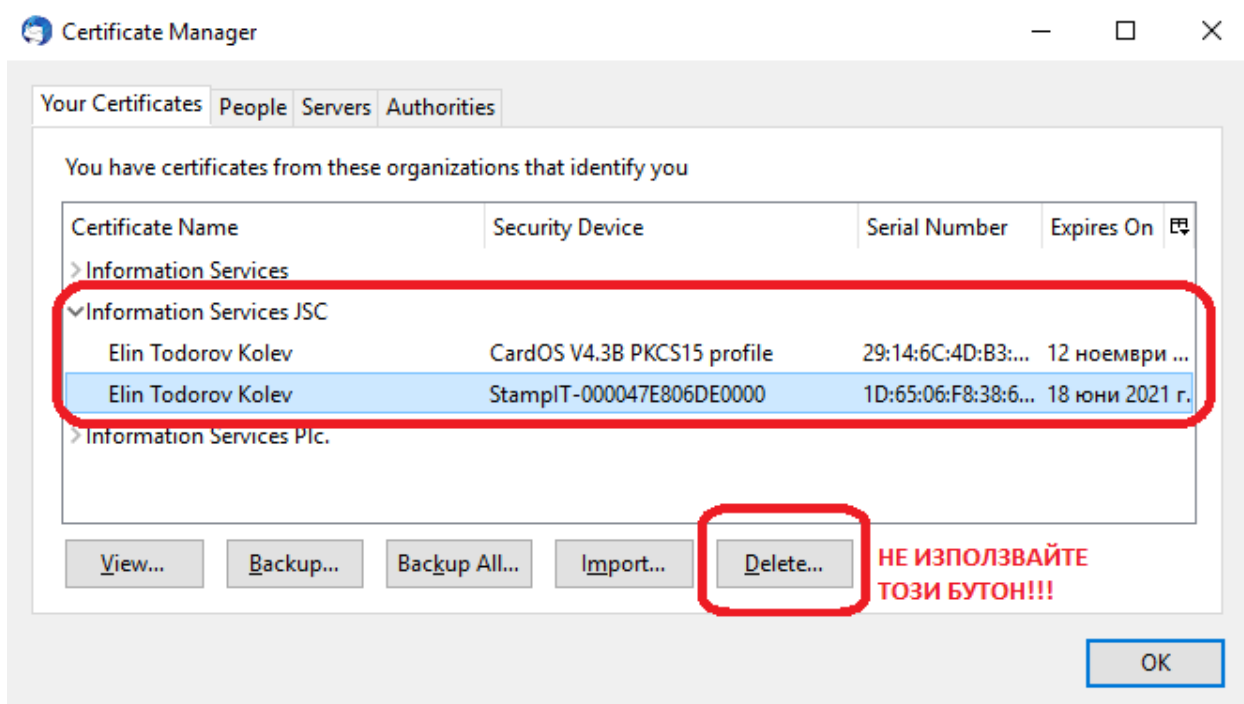 Certificate Manager
Your Certificates People Servers Authorities
You have certificates from these organizations that identify you
Certificate Name Security Device Serial Number Expires On
Information Services
Information Services JSC
Elin Todorov Kolev CardOS V4.3B PKCS15 profile 29:14:6C:4D:B3:... 12 ноември ...
Elin Todorov Kolev StampIT-000047E806DE0000 1D:65:06:F8:38:6... 18 юни 2021 г.
Information Services Plc.
View... Backup... Backup All... Import... Delete... НЕ ИЗПОЛЗВАЙТЕ
ТОЗИ БУТОН!!!
OK